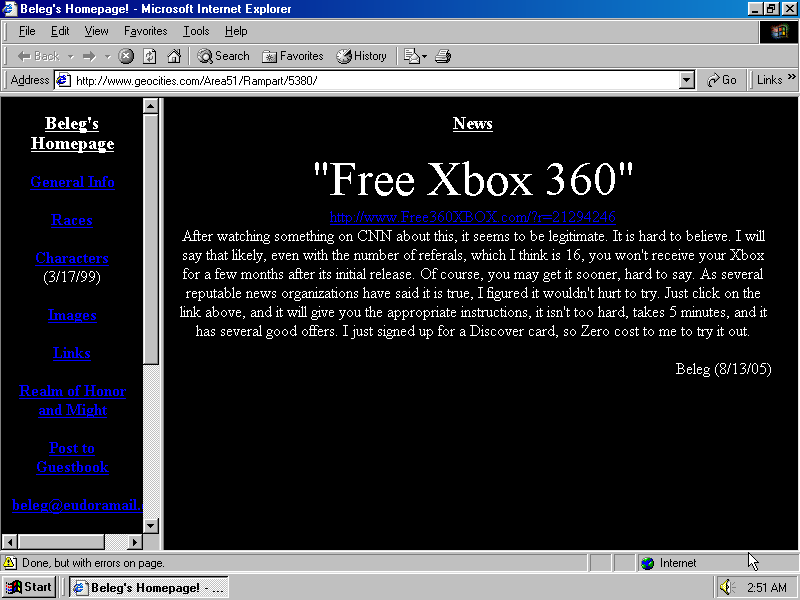 Beleg's Homepage! - Microsoft Internet Explorer
File Edit View Favorites Tools Help
Back Search Favorites History
Address http://www.geocities.com/Area51/Rampart/5380/ Go Links »
Beleg's
Homepage
General Info
Races
Characters
(3/17/99)
Images
Links
Realm of Honor
and Might
Post to
Guestbook
beleg@eudoramail.
News
"Free Xbox 360"
http://www.Free360XBOX.com/?r=21294246
After watching something on CNN about this, it seems to be legitimate. It is hard to believe. I will
say that likely, even with the number of referals, which I think is 16, you won't receive your Xbox
for a few months after its initial release. Of course, you may get it sooner, hard to say. As several
reputable news organizations have said it is true, I figured it wouldn't hurt to try. Just click on the
link above, and it will give you the appropriate instructions, it isn't too hard, takes 5 minutes, and it
has several good offers. I just signed up for a Discover card, so Zero cost to me to try it out.
Beleg (8/13/05)
Done, but with errors on page. Internet
Start Beleg's Homepage! - ... 2:51 AM